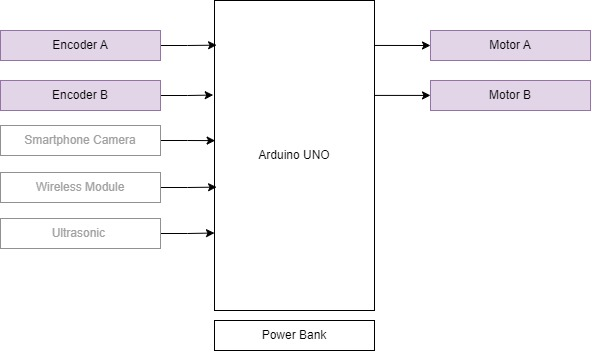 Encoder A
Motor A
Encoder B
Motor B
Smartphone Camera
Arduino UNO
Wireless Module
Ultrasonic
Power Bank